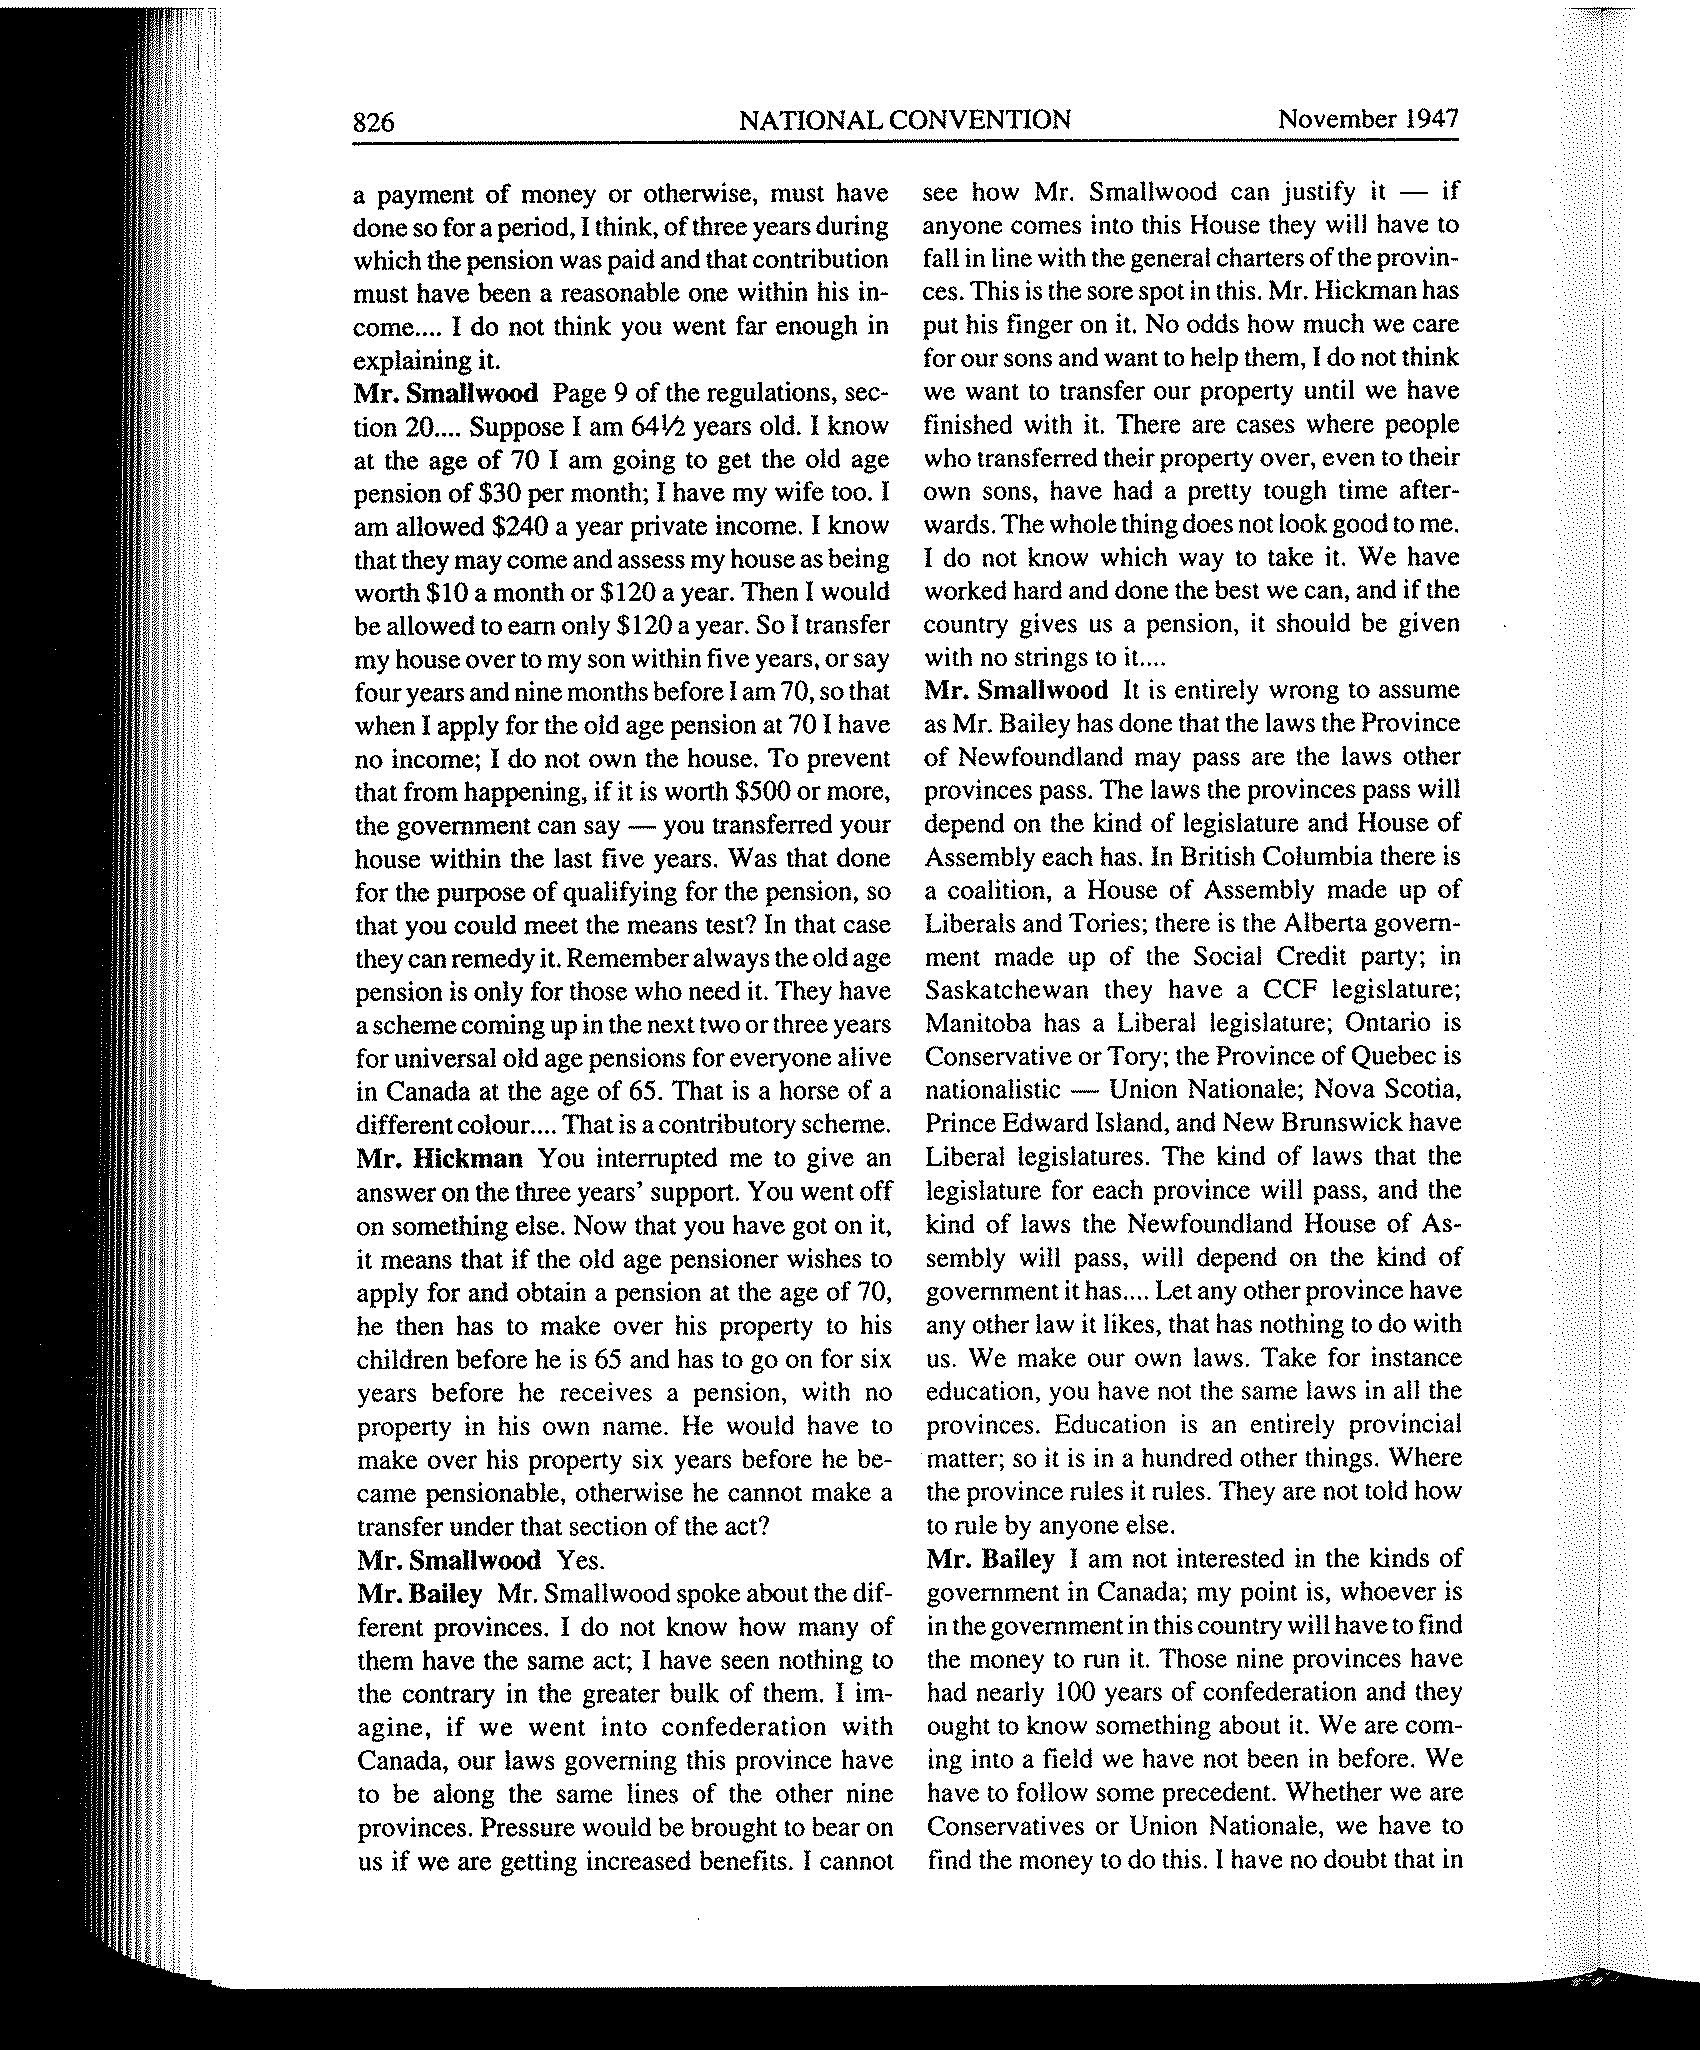 826
NATIONAL CONVENTION
November 1947
a payment of money or otherwise, must have
done so for a period, I think, of three years during
which the pension was paid and that contribution
must have been a reasonable one within his in-
come.... I do not think you went far enough in
explaining it.
Mr. Smallwood Page 9 of the regulations, sec-
tion 20.... Suppose I am 64½ years old. I know
at the age of 70 I am going to get the old age
pension of $30 per month; I have my wife too. I
am allowed $240 a year private income. I know
that they may come and assess my house as being
worth $10 a month or $120 a year. Then I would
be allowed to earn only $120 a year. So I transfer
my house over to my son within five years, or say
four years and nine months before I am 70, so that
when I apply for the old age pension at 70 I have
no income; I do not own the house. To prevent
that from happening, if it is worth $500 or more,
the government can say — you transferred your
house within the last five years. Was that done
for the purpose of qualifying for the pension, so
that you could meet the means test? In that case
they can remedy it. Remember always the old age
pension is only for those who need it. They have
a scheme coming up in the next two or three years
for universal old age pensions for everyone alive
in Canada at the age of 65. That is a horse of a
different colour.... That is a contributory scheme.
Mr. Hickman You interrupted me to give an
answer on the three years' support. You went off
on something else. Now that you have got on it,
it means that if the old age pensioner wishes to
apply for and obtain a pension at the age of 70,
he then has to make over his property to his
children before he is 65 and has to go on for six
years before he receives a pension, with no
property in his own name. He would have to
make over his property six years before he be-
came pensionable, otherwise he cannot make a
transfer under that section of the act?
Mr. Smallwood Yes.
Mr. Bailey Mr. Smallwood spoke about the dif-
ferent provinces. I do not know how many of
them have the same act; I have seen nothing to
the contrary in the greater bulk of them. I im-
agine, if we went into confederation with
Canada, our laws governing this province have
to be along the same lines of the other nine
provinces. Pressure would be brought to bear on
us if we are getting increased benefits. I cannot
see how Mr. Smallwood can justify it — if
anyone comes into this House they will have to
fall in line with the general charters of the provin-
ces. This is the sore spot in this. Mr. Hickman has
put his finger on it. No odds how much we care
for our sons and want to help them, I do not think
we want to transfer our property until we have
finished with it. There are cases where people
who transferred their property over, even to their
own sons, have had a pretty tough time after-
wards. The whole thing does not look good to me.
I do not know which way to take it. We have
worked hard and done the best we can, and if the
country gives us a pension, it should be given
with no strings to it....
Mr. Smallwood It is entirely wrong to assume
as Mr. Bailey has done that the laws the Province
of Newfoundland may pass are the laws other
provinces pass. The laws the provinces pass will
depend on the kind of legislature and House of
Assembly each has. In British Columbia there is
a coalition, a House of Assembly made up of
Liberals and Tories; there is the Alberta govern-
ment made up of the Social Credit party; in
Saskatchewan they have a CCF legislature;
Manitoba has a Liberal legislature; Ontario is
Conservative or Tory; the Province of Quebec is
nationalistic — Union Nationale; Nova Scotia,
Prince Edward Island, and New Brunswick have
Liberal legislatures. The kind of laws that the
legislature for each province will pass, and the
kind of laws the Newfoundland House of As-
sembly will pass, will depend on the kind of
government it has.... Let any other province have
any other law it likes, that has nothing to do with
us. We make our own laws. Take for instance
education, you have not the same laws in all the
provinces. Education is an entirely provincial
matter; so it is in a hundred other things. Where
the province rules it rules. They are not told how
to rule by anyone else.
Mr. Bailey I am not interested in the kinds of
government in Canada; my point is, whoever is
in the government in this country will have to find
the money to run it. Those nine provinces have
had nearly 100 years of confederation and they
ought to know something about it. We are com-
ing into a field we have not been in before. We
have to follow some precedent. Whether we are
Conservatives or Union Nationale, we have to
find the money to do this. I have no doubt that in